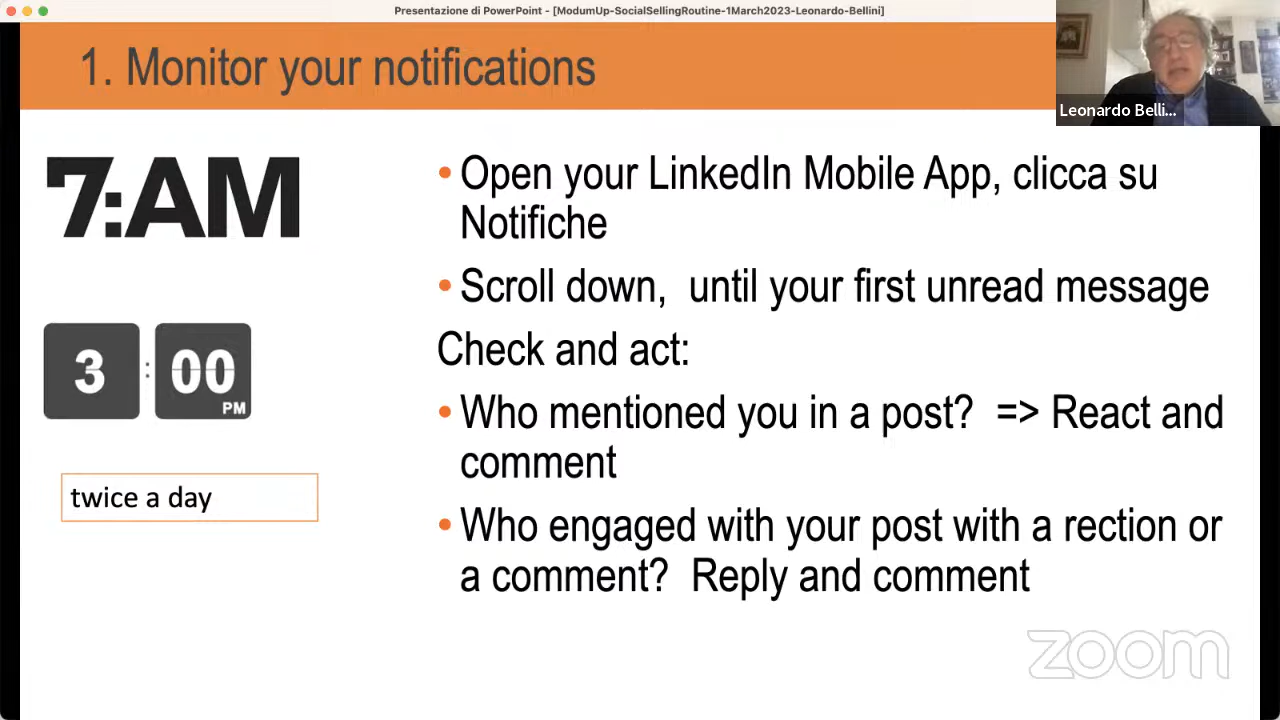 Presentazione di PowerPoint - [ModumUp-SocialSellingRoutine-1March2023-Leonardo-Bellini]
1. Monitor your notifications
Leonardo Belli...
7:AM
• Open your LinkedIn Mobile App, clicca su
Notifiche
• Scroll down,  until your first unread message
3 : 00
PM
Check and act:
• Who mentioned you in a post?  => React and
comment
twice a day
• Who engaged with your post with a rection or
a comment?  Reply and comment
zoom